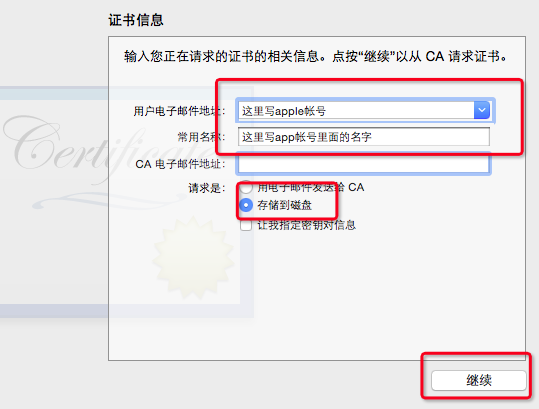 证书信息
输入您正在请求的证书的相关信息。点按“继续”以从 CA 请求证书。
用户电子邮件地址： 这里写apple帐号
常用名称： 这里写app帐号里面的名字
CA 电子邮件地址：
请求是： 用电子邮件发送给 CA
存储到磁盘
让我指定密钥对信息
Certificate
继续